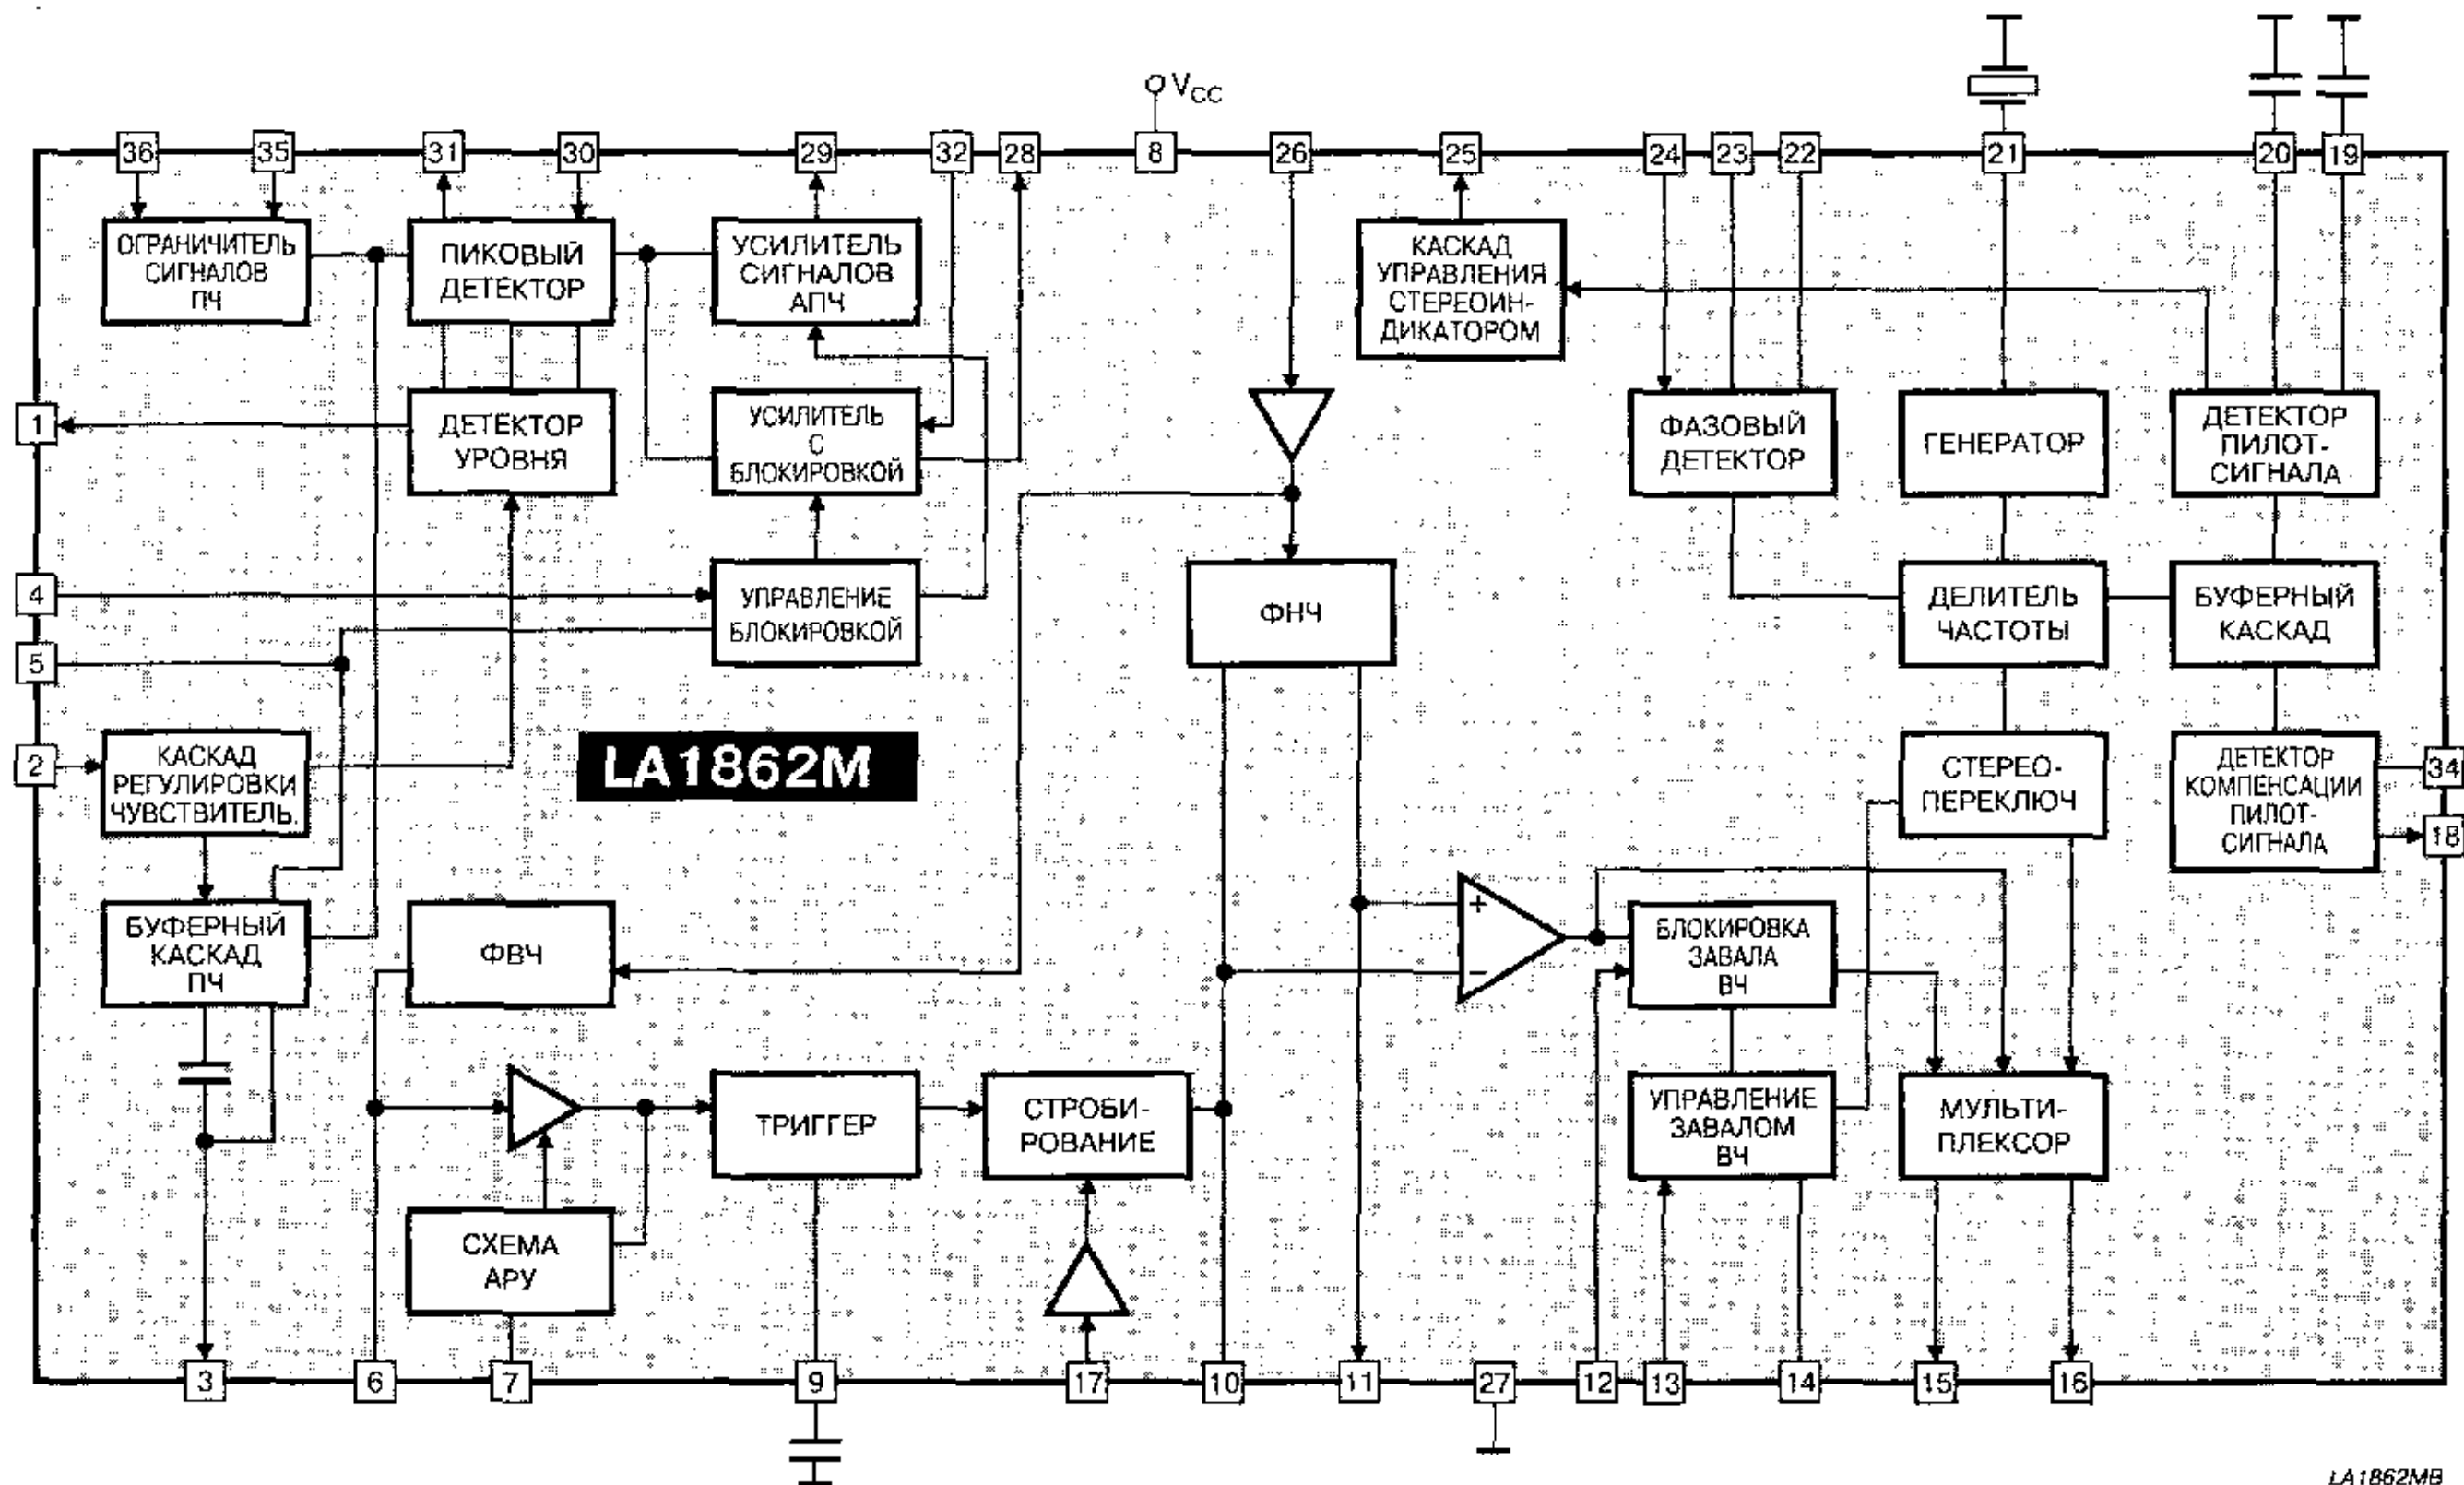 VCC
36 35 31 30 29 32 28 8 26 25 24 23 22 21 20 19
ОГРАНИЧИТЕЛЬ
СИГНАЛОВ
ПЧ
ПИКОВЫЙ
ДЕТЕКТОР
УСИЛИТЕЛЬ
СИГНАЛОВ
АПЧ
КАСКАД
УПРАВЛЕНИЯ
СТЕРЕОИН-
ДИКАТОРОМ
1
ДЕТЕКТОР
УРОВНЯ
УСИЛИТЕЛЬ
С
БЛОКИРОВКОЙ
ФАЗОВЫЙ
ДЕТЕКТОР
ГЕНЕРАТОР
ДЕТЕКТОР
ПИЛОТ-
СИГНАЛА
4
5
УПРАВЛЕНИЕ
БЛОКИРОВКОЙ
ФНЧ
ДЕЛИТЕЛЬ
ЧАСТОТЫ
БУФЕРНЫЙ
КАСКАД
2
КАСКАД
РЕГУЛИРОВКИ
ЧУВСТВИТЕЛЬ.
LA1862M
СТЕРЕО-
ПЕРЕКЛЮЧ
ДЕТЕКТОР
КОМПЕНСАЦИИ
ПИЛОТ-
СИГНАЛА
34
18
БУФЕРНЫЙ
КАСКАД
ПЧ
ФВЧ
+
−
БЛОКИРОВКА
ЗАВАЛА
ВЧ
ТРИГГЕР
СТРОБИ-
РОВАНИЕ
УПРАВЛЕНИЕ
ЗАВАЛОМ
ВЧ
МУЛЬТИ-
ПЛЕКСОР
СХЕМА
АРУ
3 6 7 9 17 10 11 27 12 13 14 15 16
LA1862MB